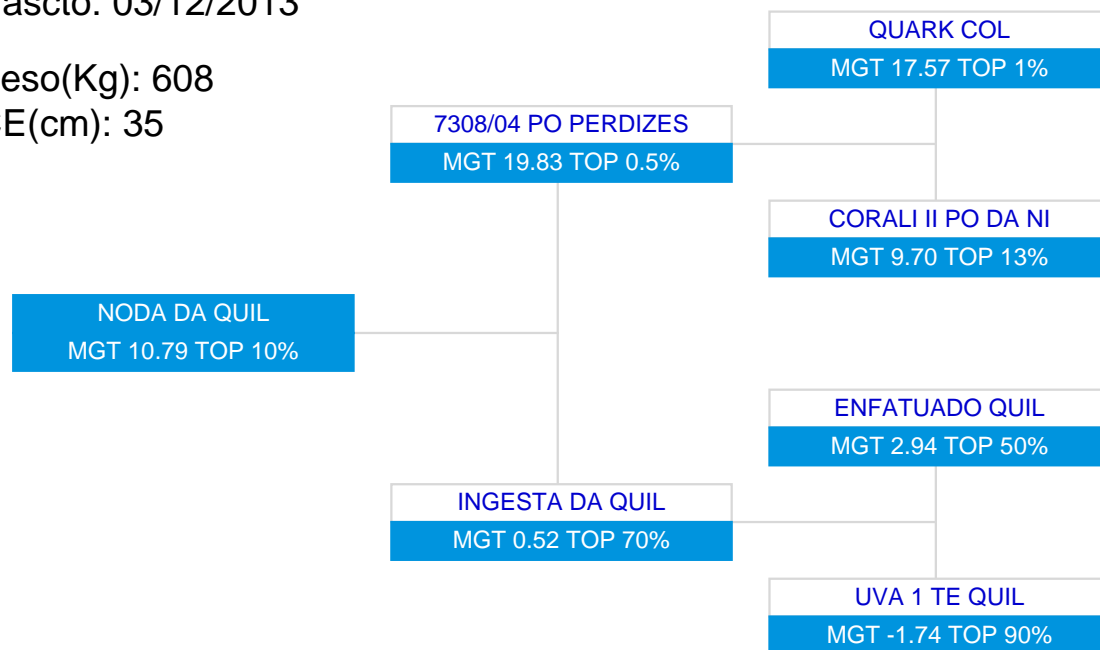 ascto: 03/12/2013
eso(Kg): 608
E(cm): 35
QUARK COL
MGT 17.57 TOP 1%
7308/04 PO PERDIZES
MGT 19.83 TOP 0.5%
CORALI II PO DA NI
MGT 9.70 TOP 13%
NODA DA QUIL
MGT 10.79 TOP 10%
ENFATUADO QUIL
MGT 2.94 TOP 50%
INGESTA DA QUIL
MGT 0.52 TOP 70%
UVA 1 TE QUIL
MGT -1.74 TOP 90%